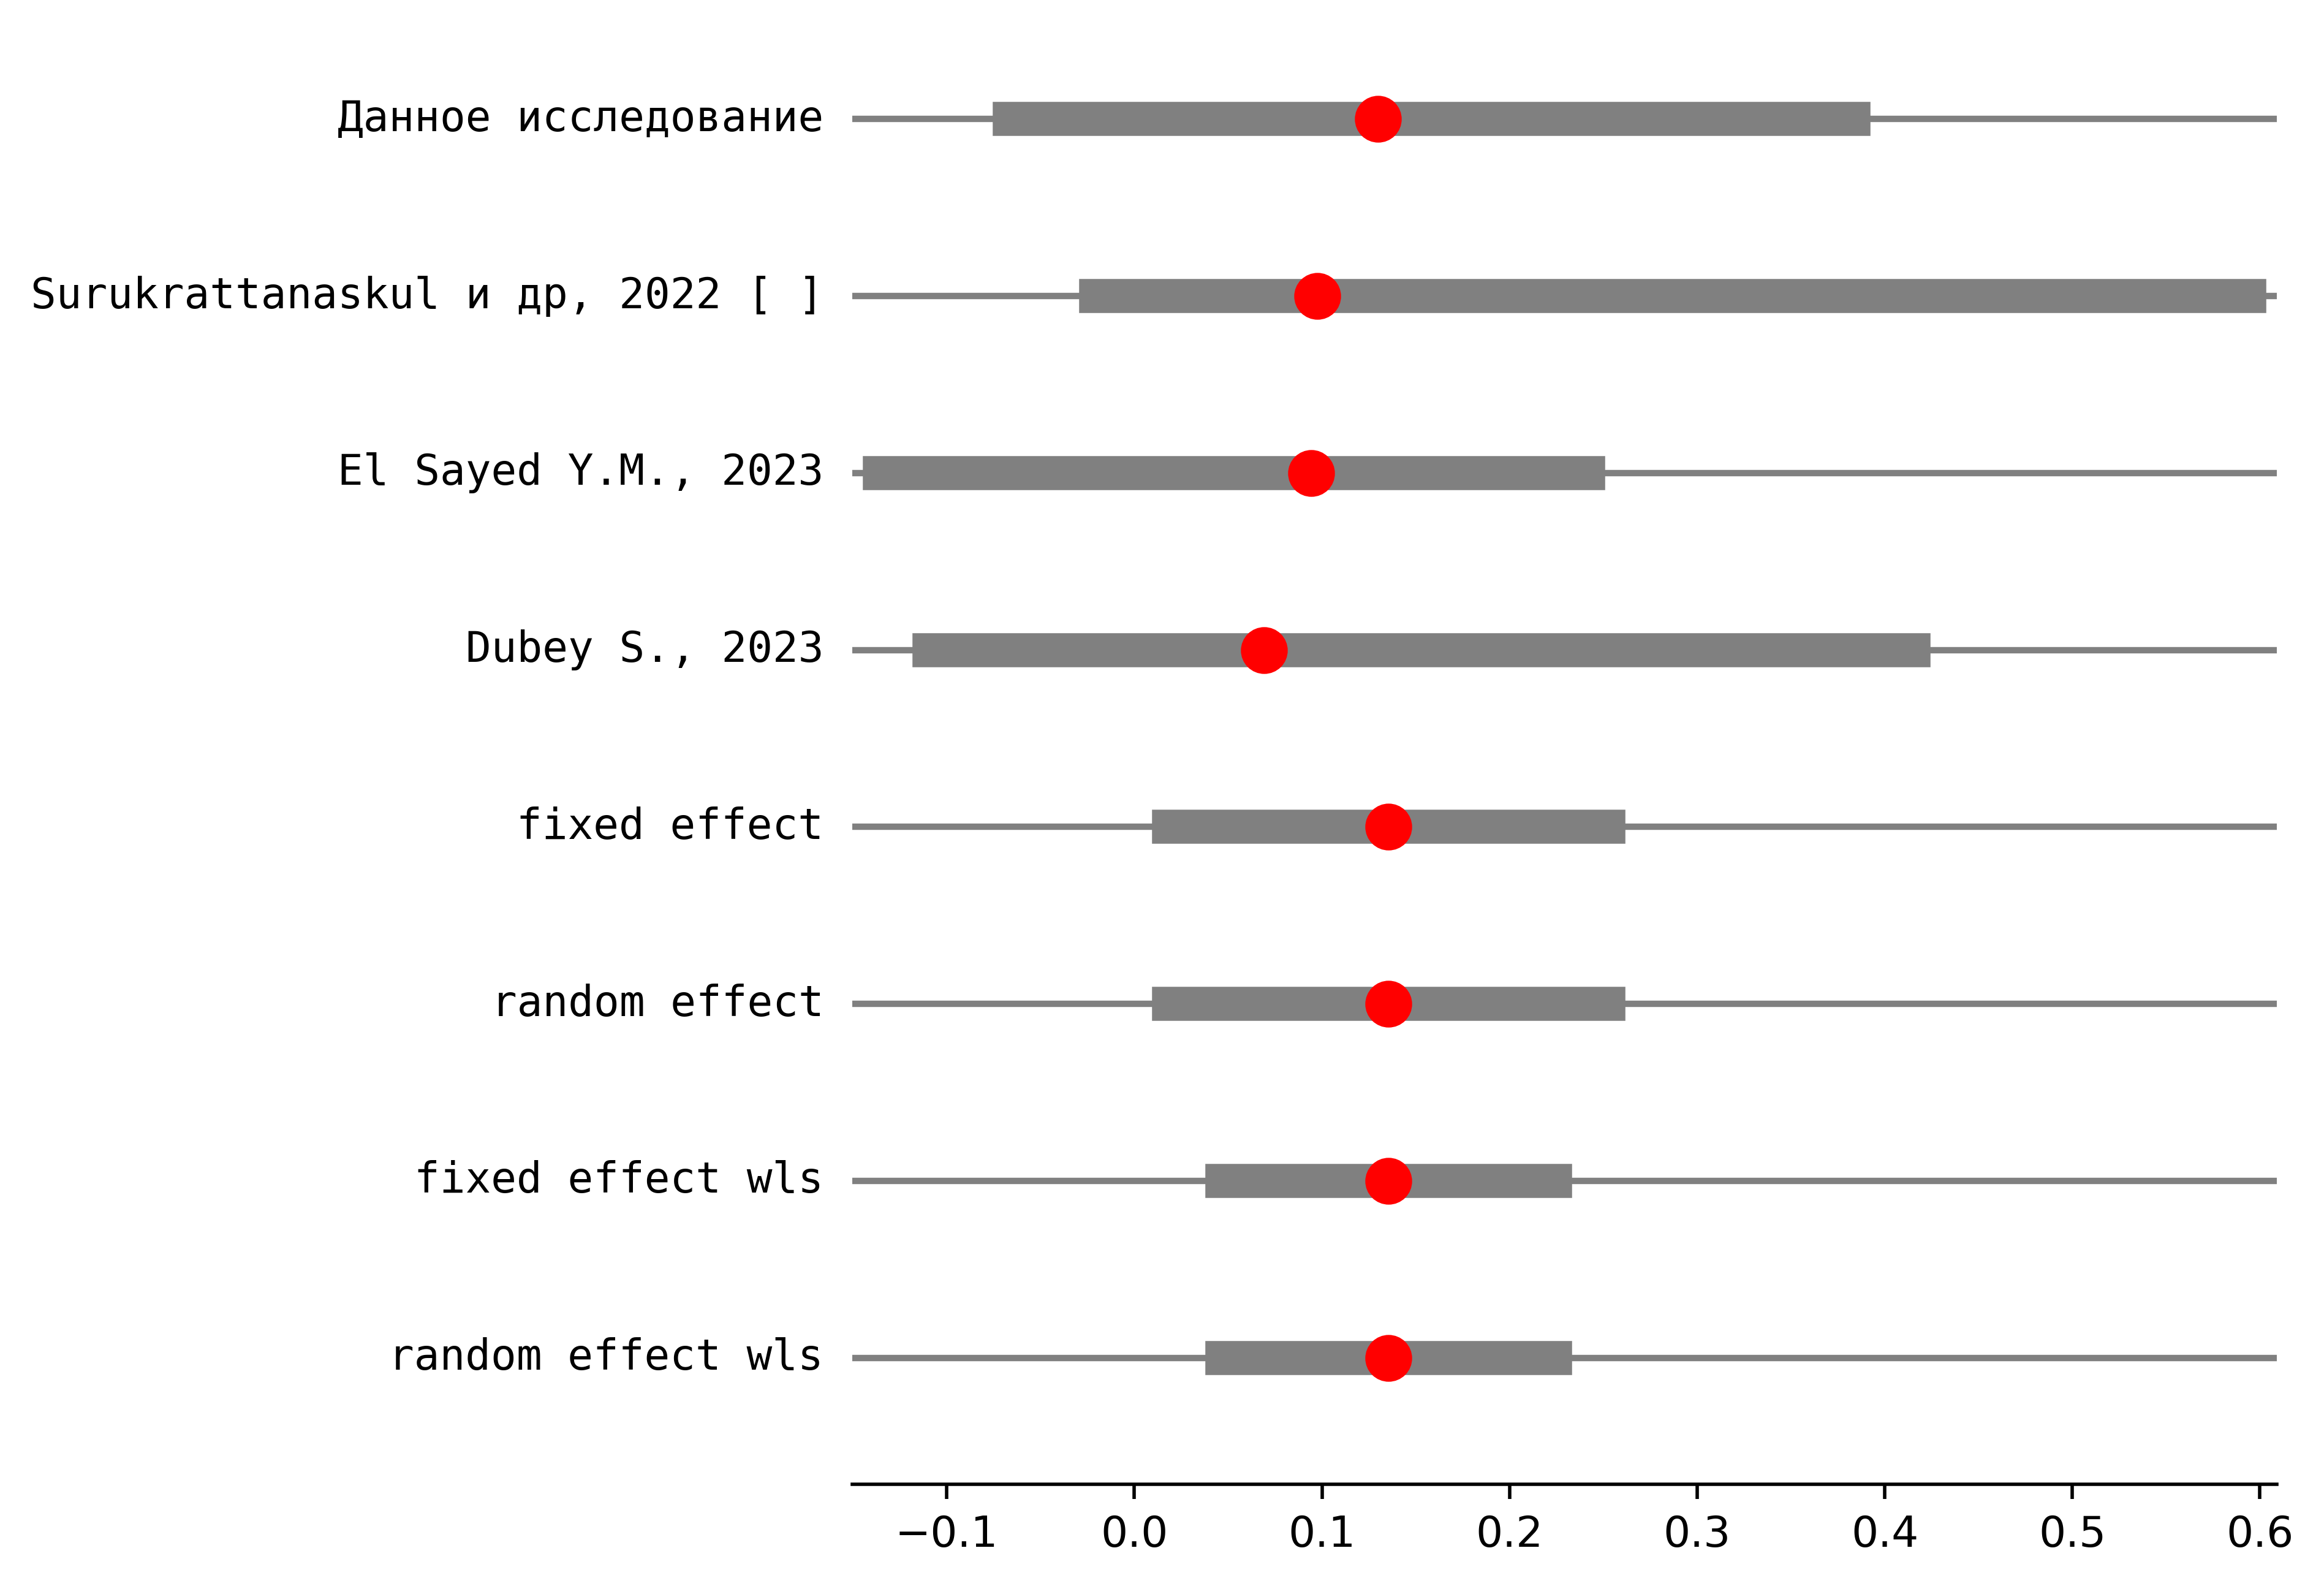 Данное исследование
Surukrattanaskul и др, 2022 [ ]
El Sayed Y.M., 2023
Dubey S., 2023
fixed effect
random effect
fixed effect wls
random effect wls
−0.1 0.0 0.1 0.2 0.3 0.4 0.5 0.6